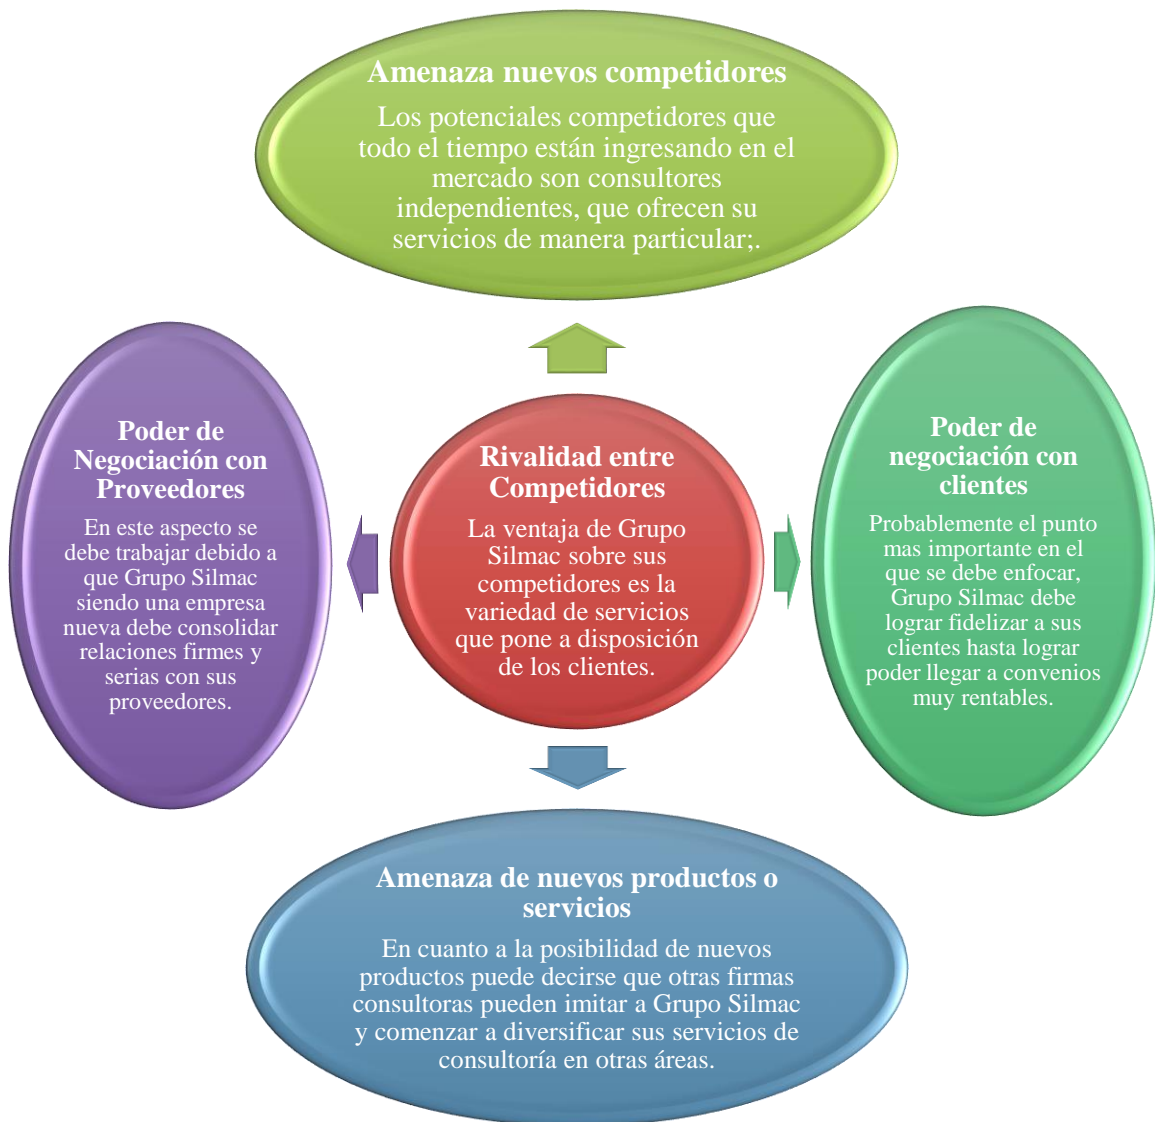 Amenaza nuevos competidores
Los potenciales competidores que
todo el tiempo están ingresando en el
mercado son consultores
independientes, que ofrecen su
servicios de manera particular;.
Poder de
Negociación con
Proveedores
En este aspecto se
debe trabajar debido a
que Grupo Silmac
siendo una empresa
nueva debe consolidar
relaciones firmes y
serias con sus
proveedores.
Rivalidad entre
Competidores
La ventaja de Grupo
Silmac sobre sus
competidores es la
variedad de servicios
que pone a disposición
de los clientes.
Poder de
negociación con
clientes
Probablemente el punto
mas importante en el
que se debe enfocar,
Grupo Silmac debe
lograr fidelizar a sus
clientes hasta lograr
poder llegar a convenios
muy rentables.
Amenaza de nuevos productos o
servicios
En cuanto a la posibilidad de nuevos
productos puede decirse que otras firmas
consultoras pueden imitar a Grupo Silmac
y comenzar a diversificar sus servicios de
consultoría en otras áreas.